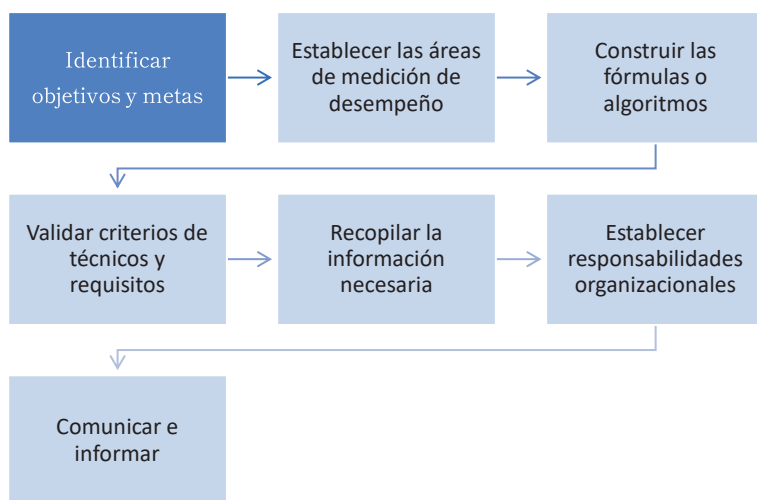 Identificar
objetivos y metas
Establecer las áreas
de medición de
desempeño
Construir las
fórmulas o
algoritmos
Validar criterios de
técnicos y
requisitos
Recopilar la
información
necesaria
Establecer
responsabilidades
organizacionales
Comunicar e
informar